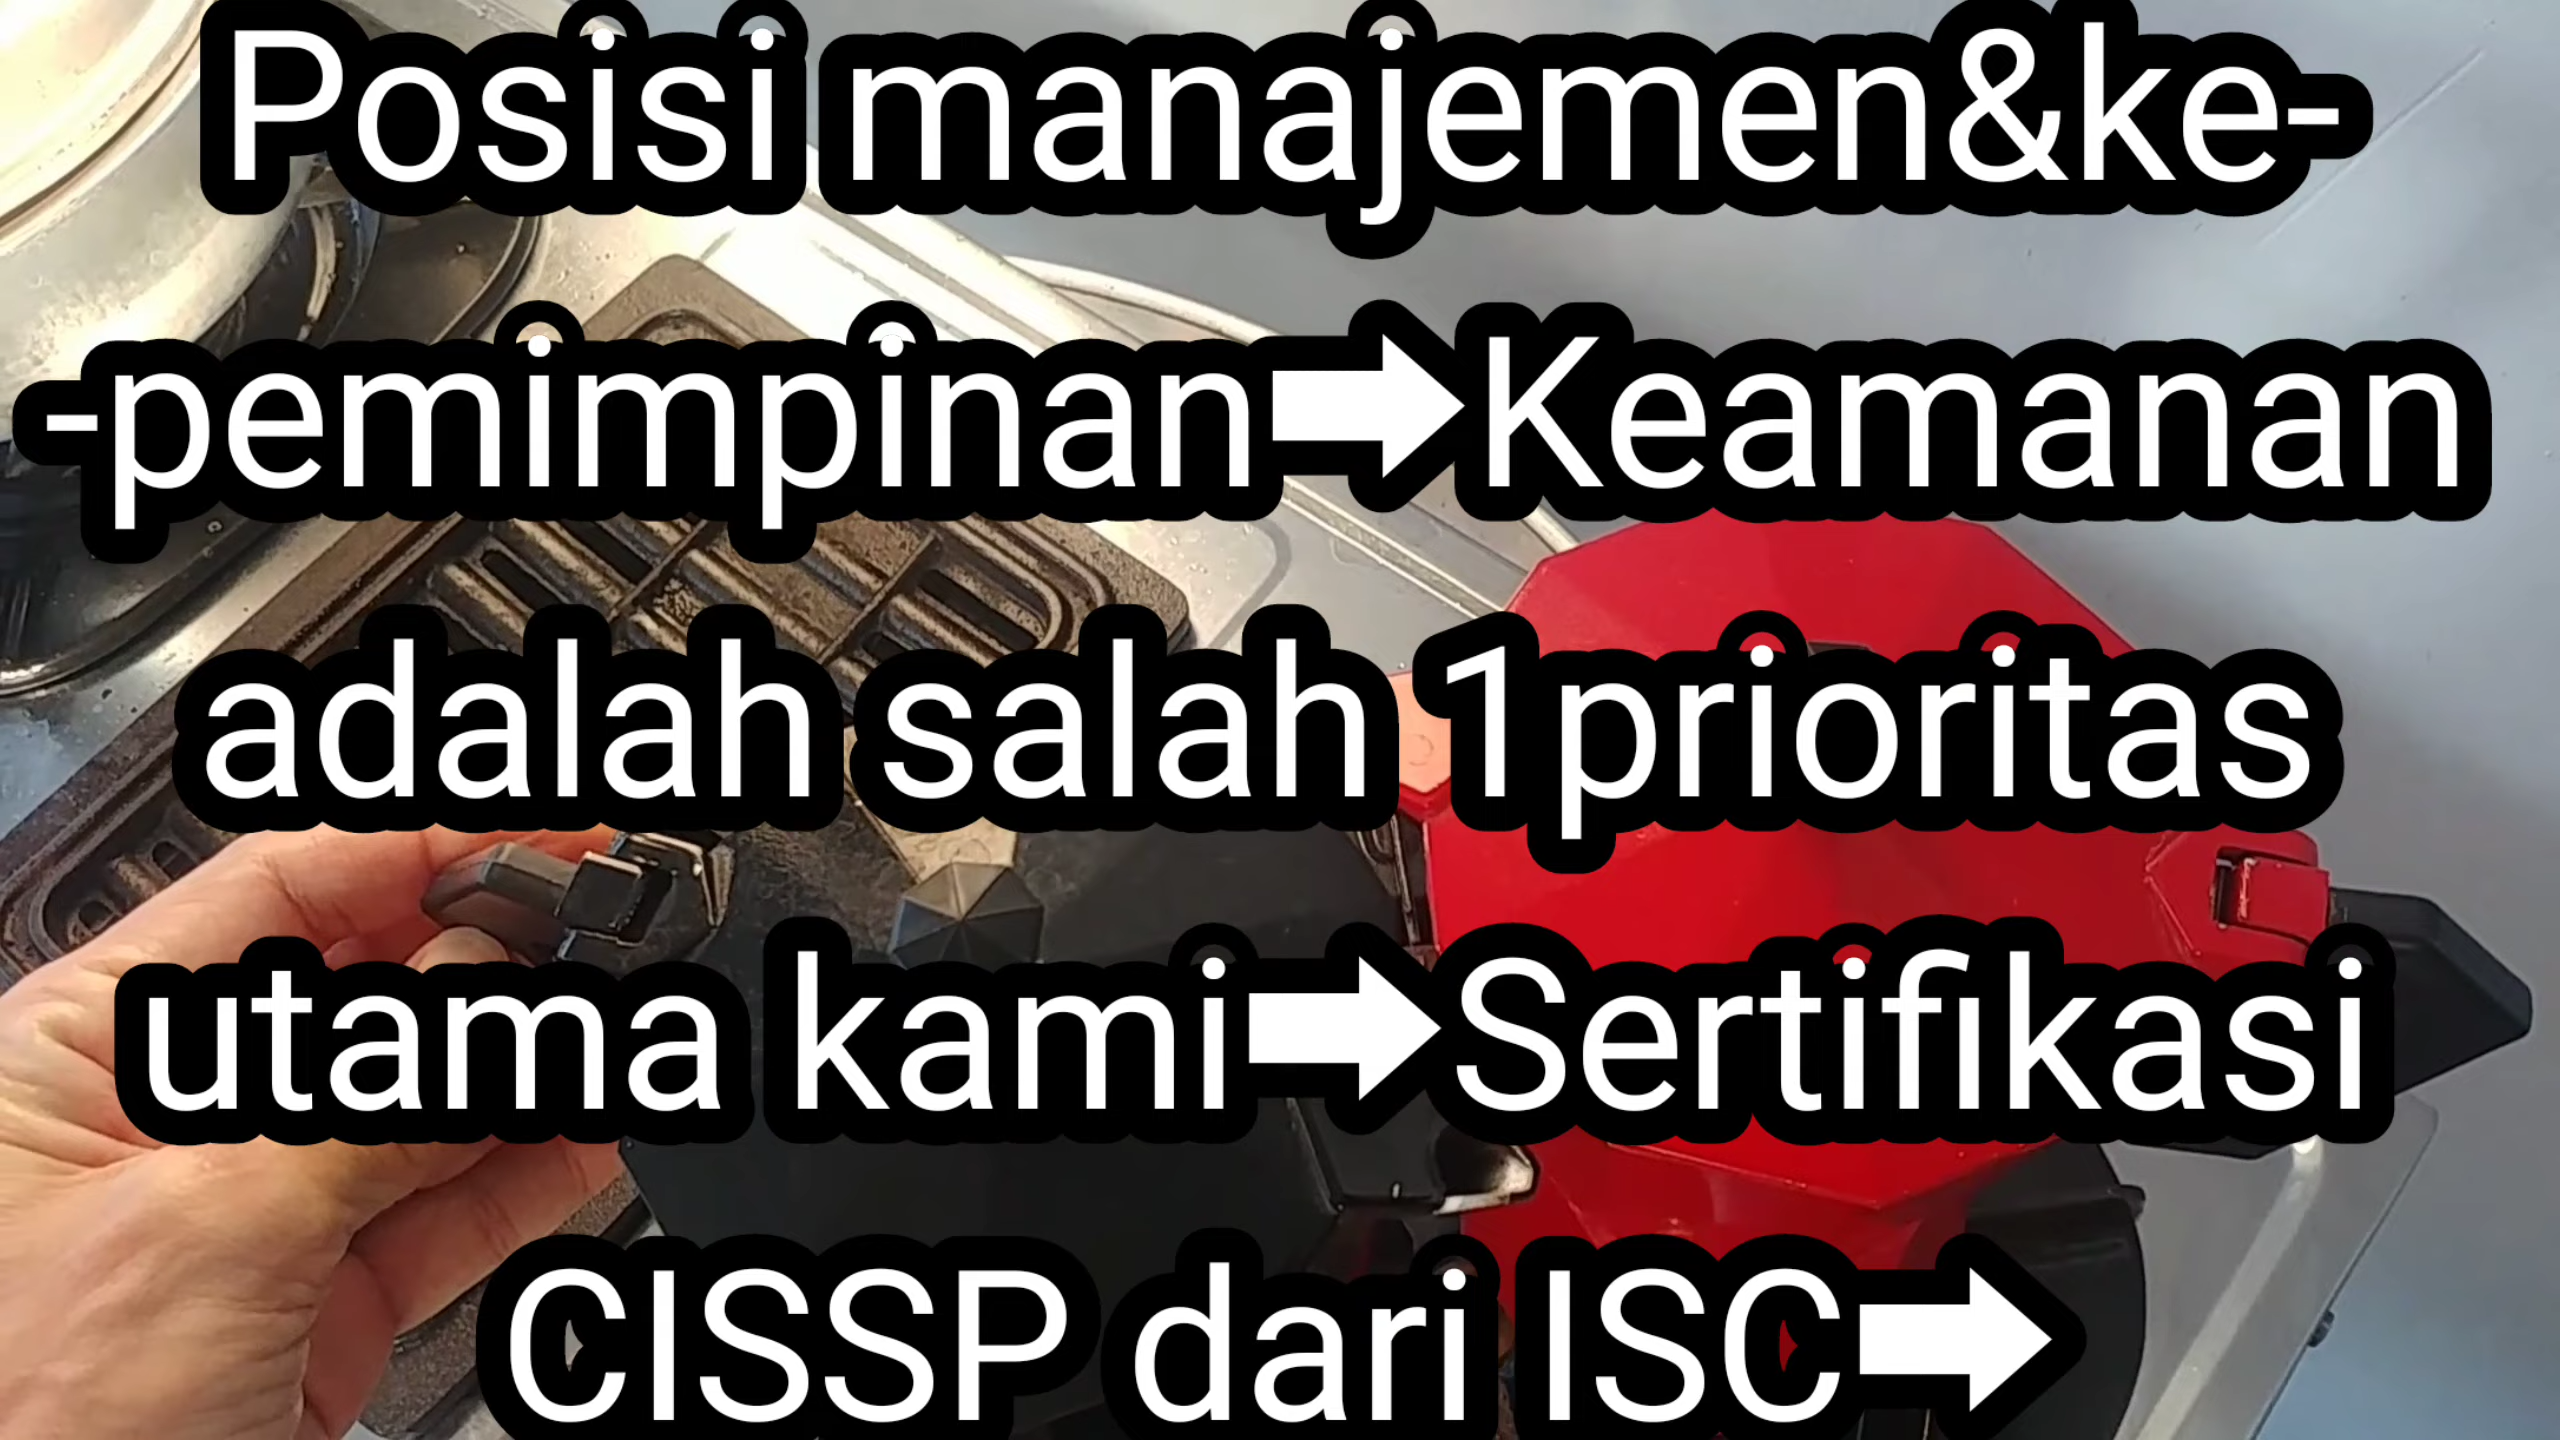 Posisi manajemen&ke-
-pemimpinan➡Keamanan
adalah salah 1prioritas
utama kami➡Sertifikasi
CISSP dari ISC➡